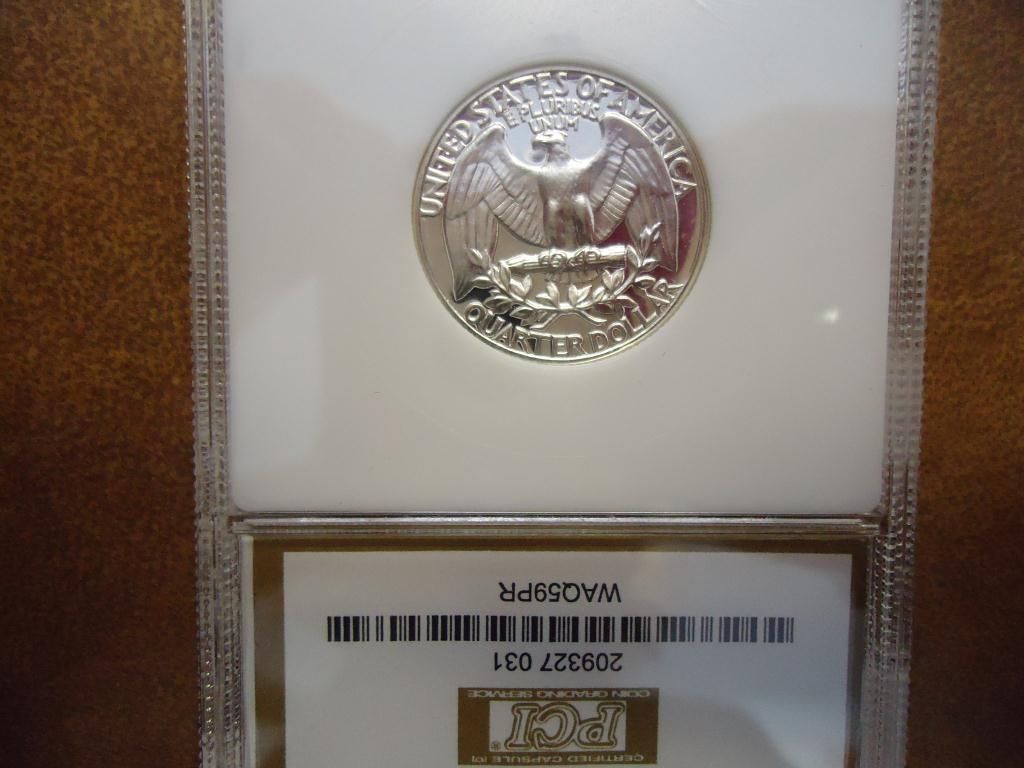 UNITED STATES OF AMERICA
E PLURIBUS
UNUM
QUARTER DOLLAR
CERTIFIED CAPSULE
PCI®
COIN GRADING SERVICE
209327 031
WAQ59PR